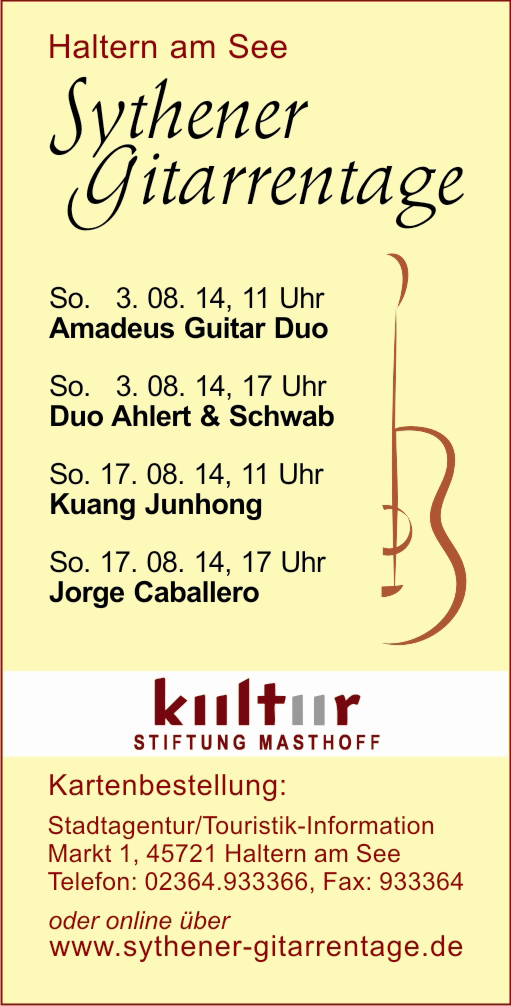 Haltern am See
Sythener
Gitarrentage
So. 3. 08. 14, 11 Uhr
Amadeus Guitar Duo
So. 3. 08. 14, 17 Uhr
Duo Ahlert & Schwab
So. 17. 08. 14, 11 Uhr
Kuang Junhong
So. 17. 08. 14, 17 Uhr
Jorge Caballero
kultur
STIFTUNG MASTHOFF
Kartenbestellung:
Stadtagentur/Touristik-Information
Markt 1, 45721 Haltern am See
Telefon: 02364.933366, Fax: 933364
oder online über
www.sythener-gitarrentage.de